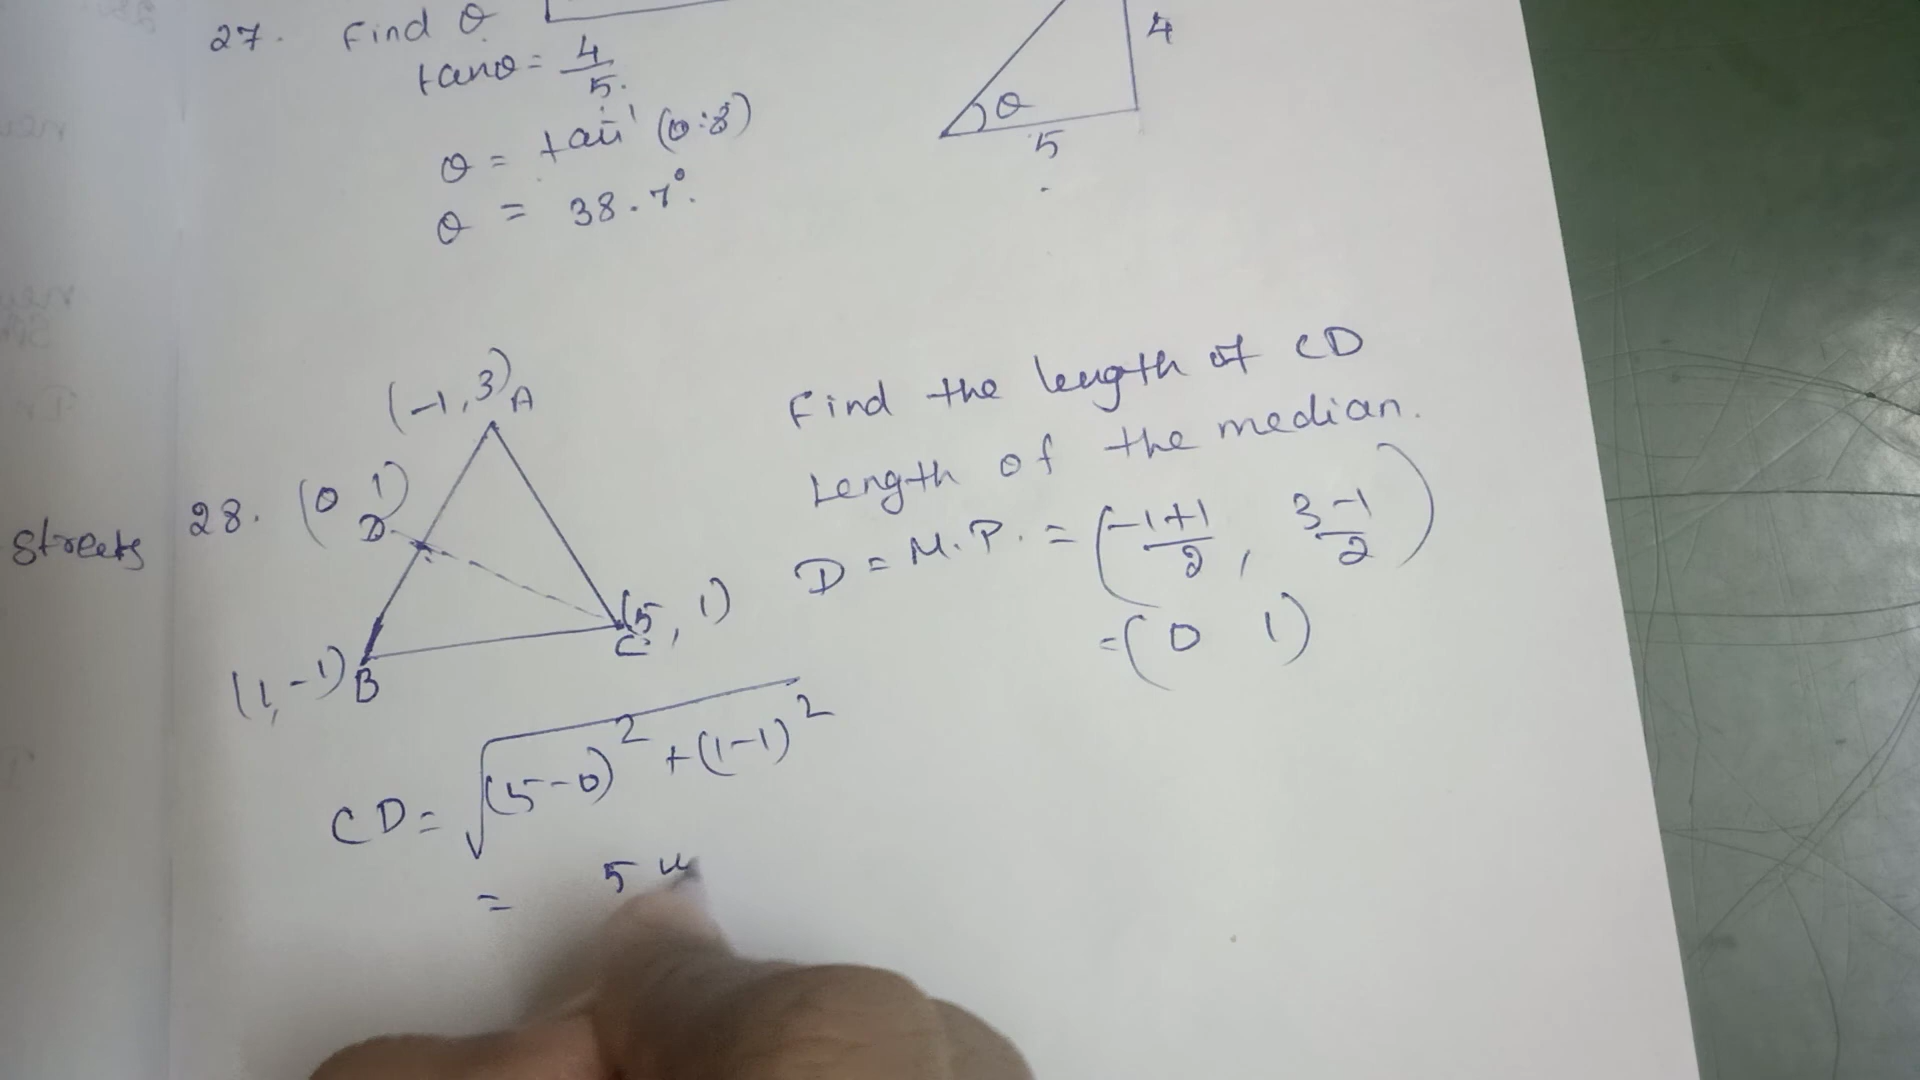 27. Find θ
4
tanθ = 4/5.
θ = tan⁻¹ (0.8)
θ
5
θ = 38.7°.
(-1, 3) A
Find the length of CD
Length of the median.
streets
28. (0 1)
D
D = M.P. = (-1+1/2, 3-1/2)
(5, 1)
C
= (0 1)
(1, -1) B
CD = √(5-0)² + (1-1)²
= 5 u